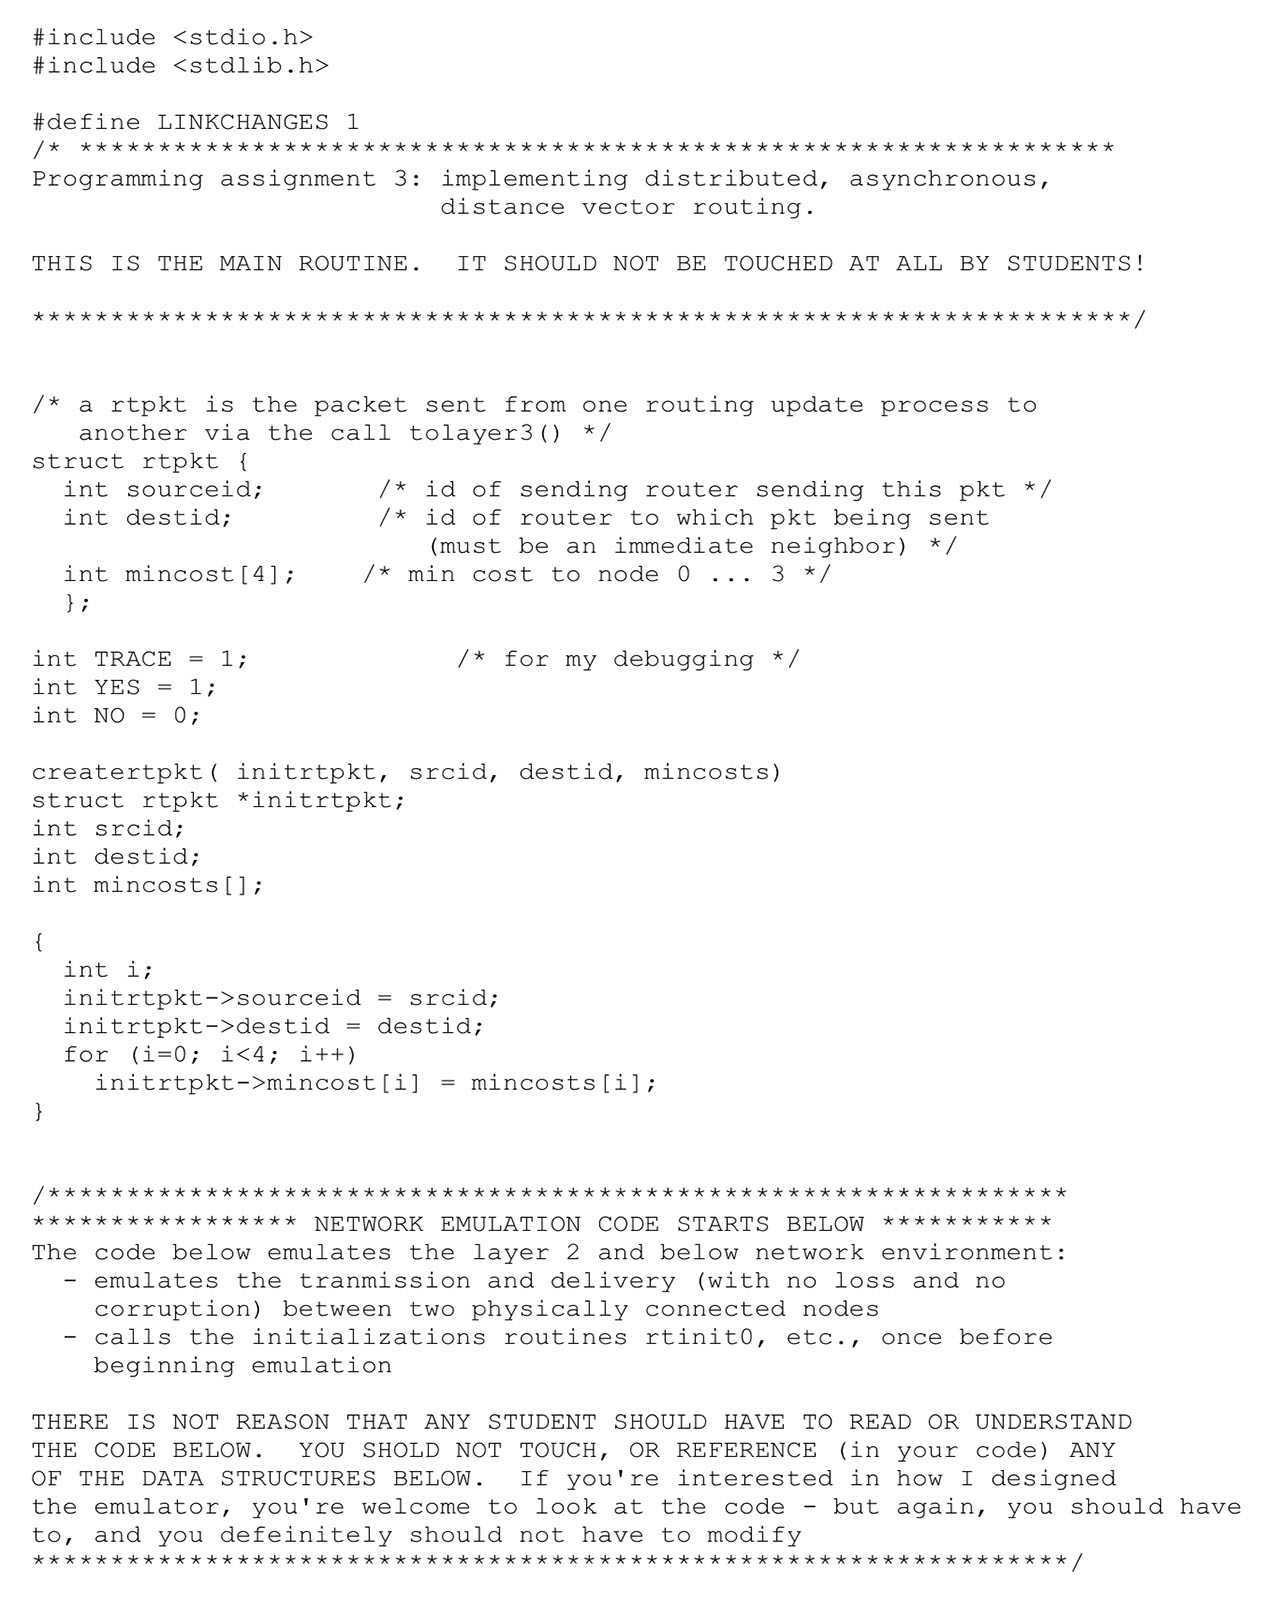 #include <stdio.h>
#include <stdlib.h>

#define LINKCHANGES 1
/* ******************************************************************
Programming assignment 3: implementing distributed, asynchronous,
                          distance vector routing.

THIS IS THE MAIN ROUTINE.  IT SHOULD NOT BE TOUCHED AT ALL BY STUDENTS!

**********************************************************************/


/* a rtpkt is the packet sent from one routing update process to
   another via the call tolayer3() */
struct rtpkt {
  int sourceid;       /* id of sending router sending this pkt */
  int destid;         /* id of router to which pkt being sent
                         (must be an immediate neighbor) */
  int mincost[4];    /* min cost to node 0 ... 3 */
  };

int TRACE = 1;             /* for my debugging */
int YES = 1;
int NO = 0;

creatertpkt( initrtpkt, srcid, destid, mincosts)
struct rtpkt *initrtpkt;
int srcid;
int destid;
int mincosts[];

{
  int i;
  initrtpkt->sourceid = srcid;
  initrtpkt->destid = destid;
  for (i=0; i<4; i++)
    initrtpkt->mincost[i] = mincosts[i];
}


/*****************************************************************
***************** NETWORK EMULATION CODE STARTS BELOW ***********
The code below emulates the layer 2 and below network environment:
  - emulates the tranmission and delivery (with no loss and no
    corruption) between two physically connected nodes
  - calls the initializations routines rtinit0, etc., once before
    beginning emulation

THERE IS NOT REASON THAT ANY STUDENT SHOULD HAVE TO READ OR UNDERSTAND
THE CODE BELOW.  YOU SHOLD NOT TOUCH, OR REFERENCE (in your code) ANY
OF THE DATA STRUCTURES BELOW.  If you're interested in how I designed
the emulator, you're welcome to look at the code - but again, you should have
to, and you defeinitely should not have to modify
******************************************************************/